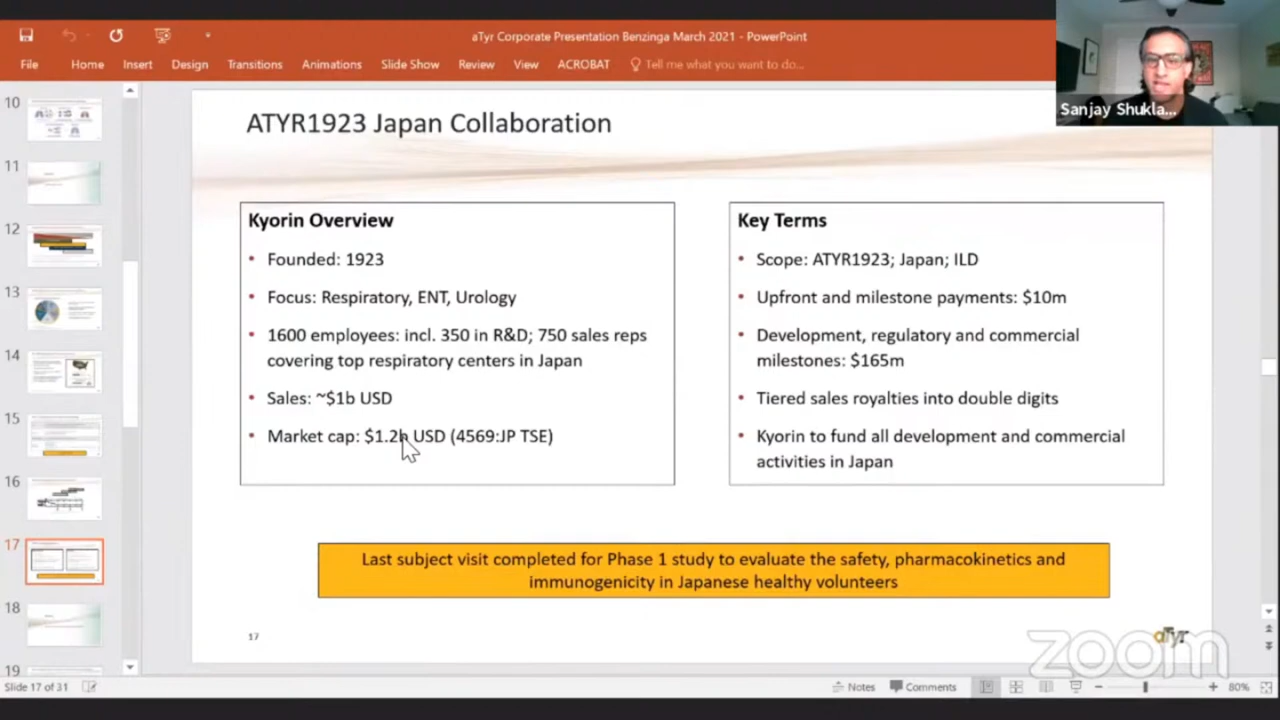 aTyr Corporate Presentation Benzinga March 2021 - PowerPoint
File Home Insert Design Transitions Animations Slide Show Review View ACROBAT Tell me what you want to do...
Sanjay Shukla...
10
11
12
13
14
15
16
17
18
19
ATYR1923 Japan Collaboration
Kyorin Overview
• Founded: 1923
• Focus: Respiratory, ENT, Urology
• 1600 employees: incl. 350 in R&D; 750 sales reps
covering top respiratory centers in Japan
• Sales: ~$1b USD
• Market cap: $1.2b USD (4569:JP TSE)
Key Terms
• Scope: ATYR1923; Japan; ILD
• Upfront and milestone payments: $10m
• Development, regulatory and commercial
milestones: $165m
• Tiered sales royalties into double digits
• Kyorin to fund all development and commercial
activities in Japan
Last subject visit completed for Phase 1 study to evaluate the safety, pharmacokinetics and
immunogenicity in Japanese healthy volunteers
17
aTyr
zoom
Slide 17 of 31
Notes Comments 80%